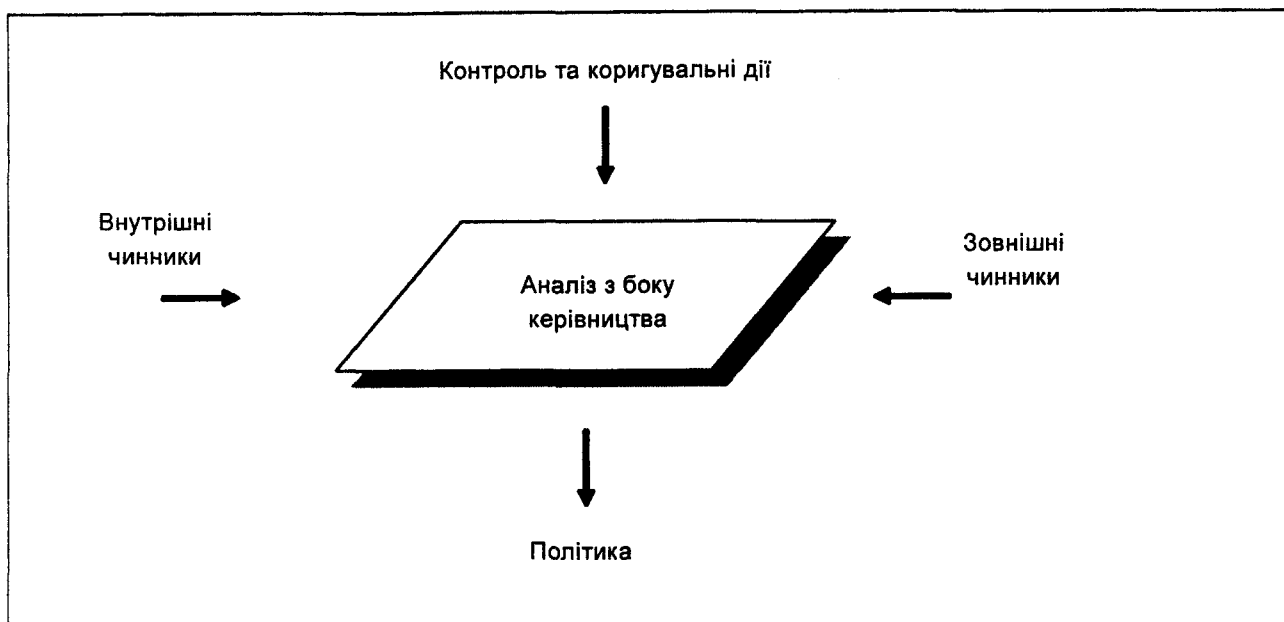 Контроль та коригувальні дії
Внутрішні
чинники
Аналіз з боку
керівництва
Зовнішні
чинники
Політика